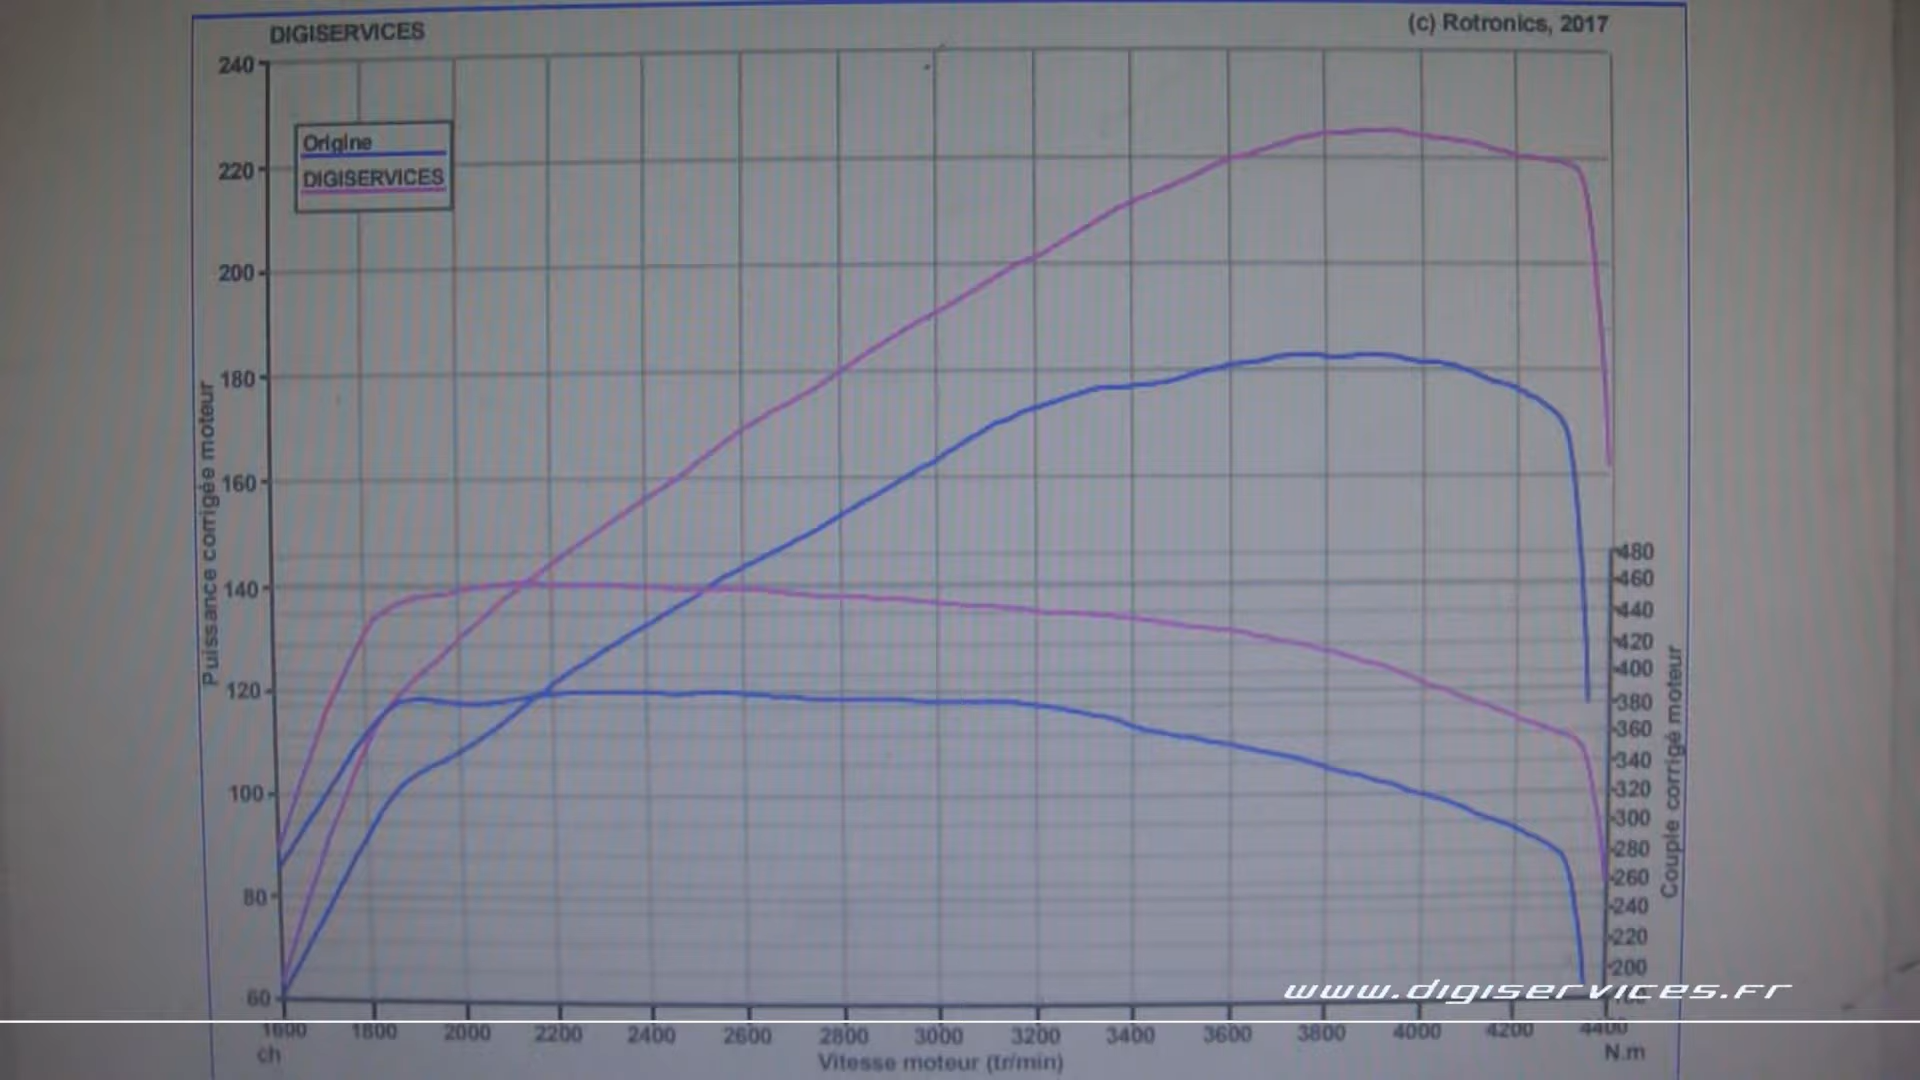 DIGISERVICES
(c) Rotronics, 2017
Origine
DIGISERVICES
240
220
200
180
160
140
120
100
80
60
Puissance corrigée moteur
480
460
440
420
400
380
360
340
320
300
280
260
240
220
200
Couple corrigé moteur
www.digiservices.fr
1600 1800 2000 2200 2400 2600 2800 3000 3200 3400 3600 3800 4000 4200 4400
ch
Vitesse moteur (tr/min)
N.m